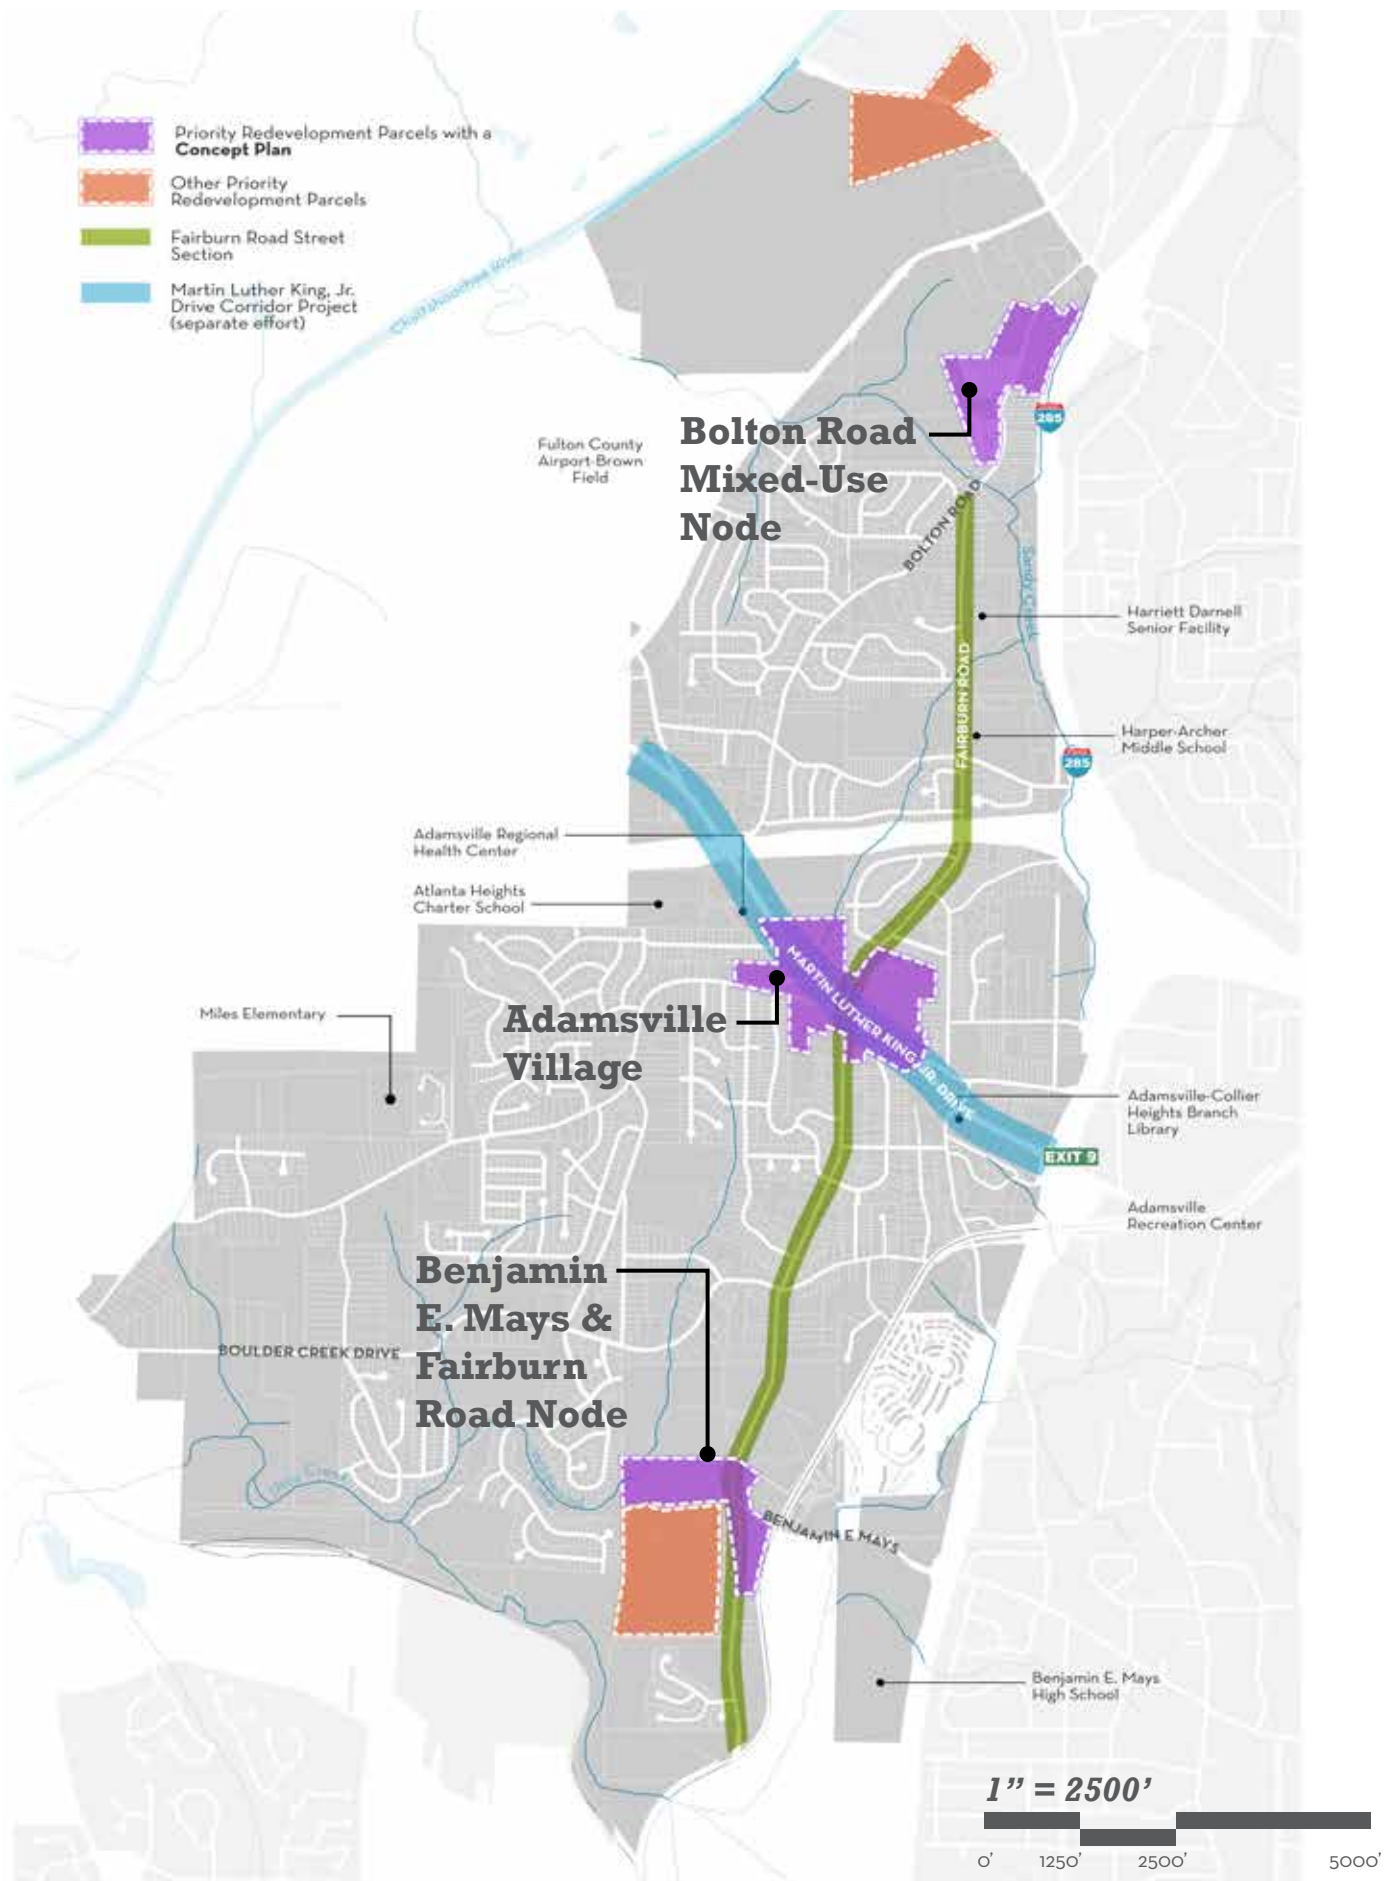 Priority Redevelopment Parcels with a
Concept Plan
Other Priority
Redevelopment Parcels
Fairburn Road Street
Section
Martin Luther King, Jr.
Drive Corridor Project
(separate effort)
Chattahoochee River
285
Bolton Road
Mixed-Use
Node
Fulton County
Airport-Brown
Field
BOLTON ROAD
Sandy Creek
Harriett Darnell
Senior Facility
FAIRBURN ROAD
Harper-Archer
Middle School
285
Adamsville Regional
Health Center
Atlanta Heights
Charter School
MARTIN LUTHER KING, JR. DRIVE
Miles Elementary
Adamsville
Village
Adamsville-Collier
Heights Branch
Library
EXIT 9
Adamsville
Recreation Center
Benjamin
E. Mays &
Fairburn
Road Node
BOULDER CREEK DRIVE
BENJAMIN E MAYS
Benjamin E. Mays
High School
1” = 2500’
0’ 1250’ 2500’ 5000’